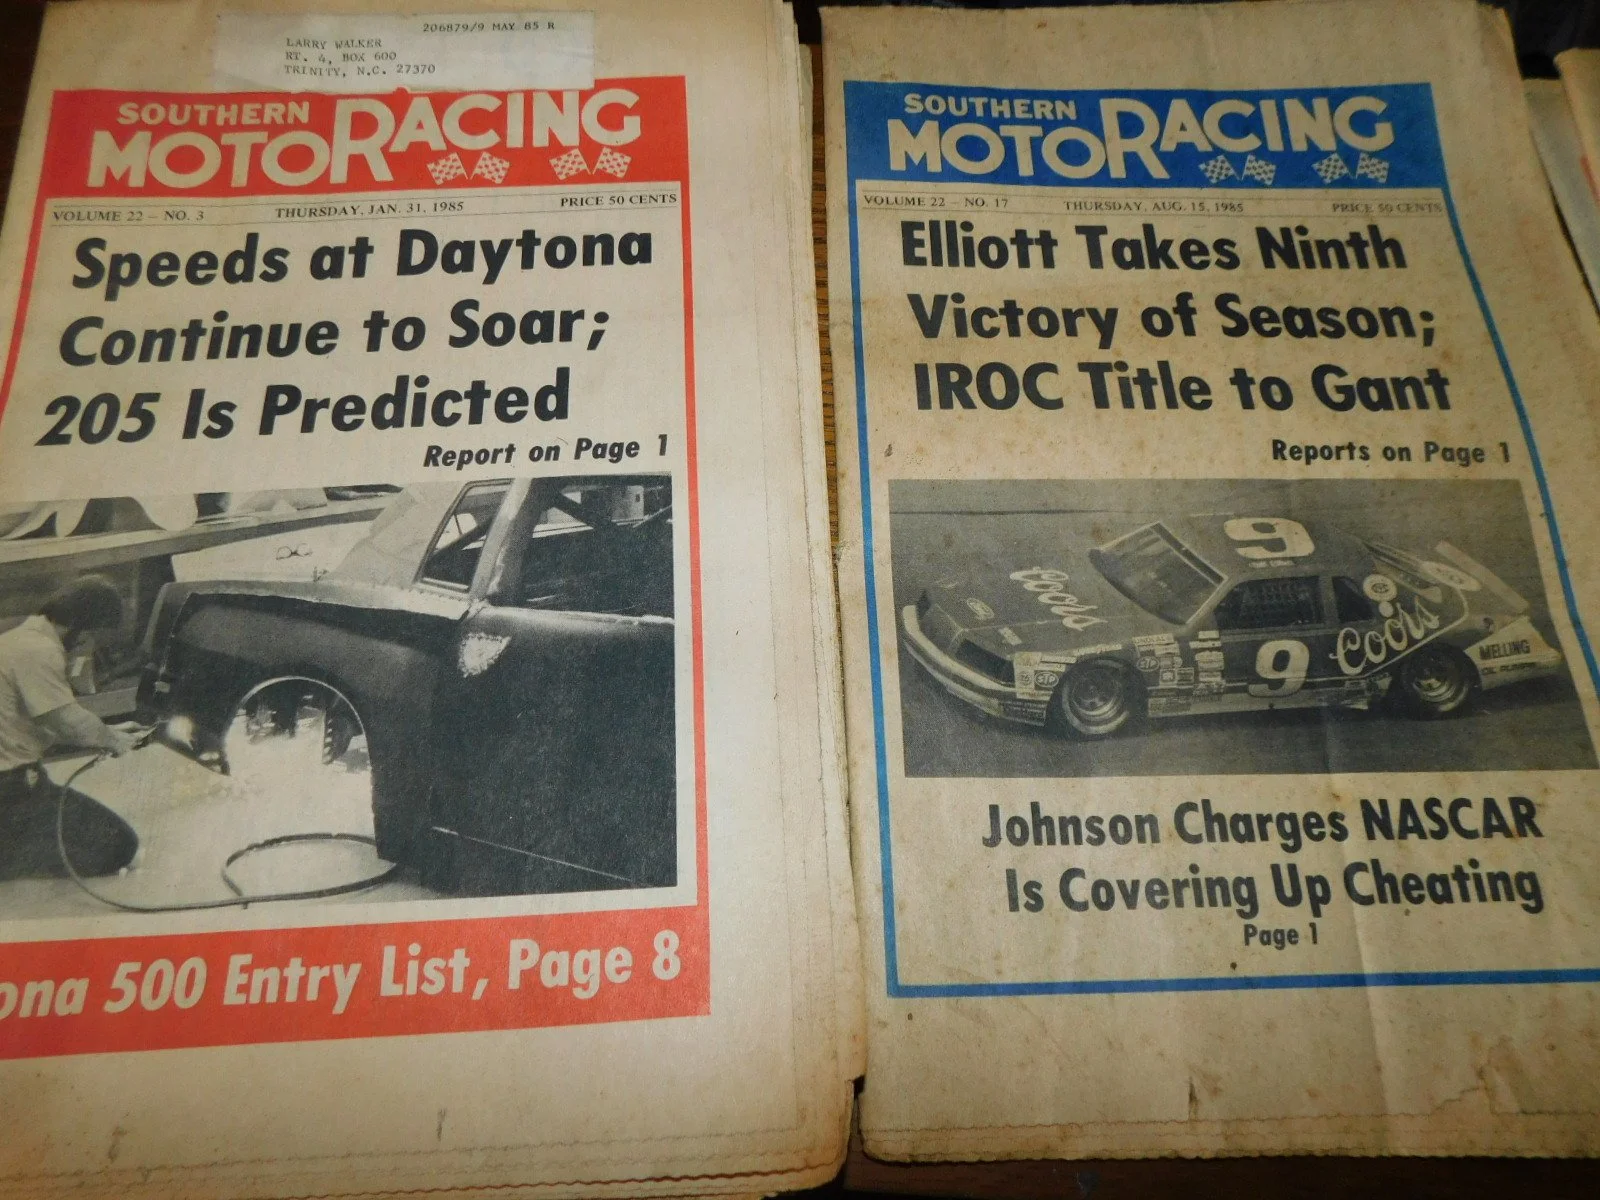 206879/9 MAY 85 R
LARRY WALKER
RT. 4, BOX 600
TRINITY, N.C. 27370
SOUTHERN
MOTORACING
VOLUME 22 — NO. 3 THURSDAY, JAN. 31, 1985 PRICE 50 CENTS
Speeds at Daytona
Continue to Soar;
205 Is Predicted
Report on Page 1
ona 500 Entry List, Page 8
SOUTHERN
MOTORACING
VOLUME 22 — NO. 17 THURSDAY, AUG. 15, 1985 PRICE 50 CENTS
Elliott Takes Ninth
Victory of Season;
IROC Title to Gant
Reports on Page 1
9
Coors
9
Coors
STP
STP
MELLING
OIL PUMPS
Johnson Charges NASCAR
Is Covering Up Cheating
Page 1